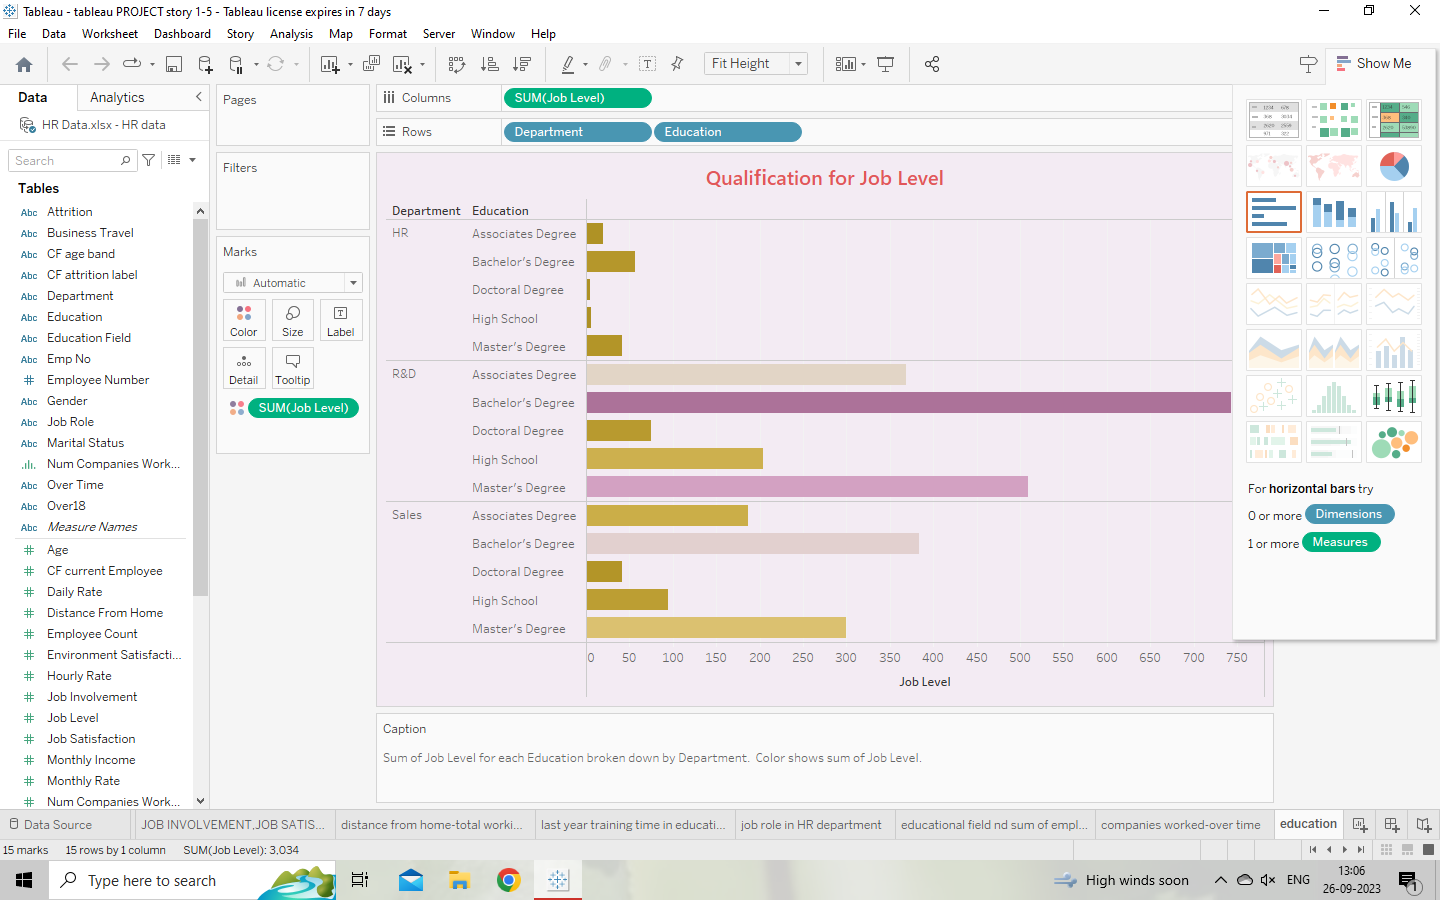 Tableau - tableau PROJECT story 1-5 - Tableau license expires in 7 days
File Data Worksheet Dashboard Story Analysis Map Format Server Window Help
Fit Height
Show Me
Data Analytics
HR Data.xlsx - HR data
Search
Tables
Abc Attrition
Abc Business Travel
Abc CF age band
Abc CF attrition label
Abc Department
Abc Education
Abc Education Field
Abc Emp No
# Employee Number
Abc Gender
Abc Job Role
Abc Marital Status
Num Companies Work...
Abc Over Time
Abc Over18
Abc Measure Names
# Age
# CF current Employee
# Daily Rate
# Distance From Home
# Employee Count
# Environment Satisfacti...
# Hourly Rate
# Job Involvement
# Job Level
# Job Satisfaction
# Monthly Income
# Monthly Rate
# Num Companies Work...
Pages
Filters
Marks
Automatic
Color Size Label
Detail Tooltip
SUM(Job Level)
Columns SUM(Job Level)
Rows Department Education
Qualification for Job Level
Department Education
HR Associates Degree
Bachelor's Degree
Doctoral Degree
High School
Master's Degree
R&D Associates Degree
Bachelor's Degree
Doctoral Degree
High School
Master's Degree
Sales Associates Degree
Bachelor's Degree
Doctoral Degree
High School
Master's Degree
0 50 100 150 200 250 300 350 400 450 500 550 600 650 700 750
Job Level
Caption
Sum of Job Level for each Education broken down by Department. Color shows sum of Job Level.
For horizontal bars try
0 or more Dimensions
1 or more Measures
Data Source JOB INVOLVEMENT,JOB SATIS... distance from home-total worki... last year training time in educati... job role in HR department educational field nd sum of empl... companies worked-over time education
15 marks 15 rows by 1 column SUM(Job Level): 3,034
Type here to search
High winds soon
ENG
13:06
26-09-2023
1